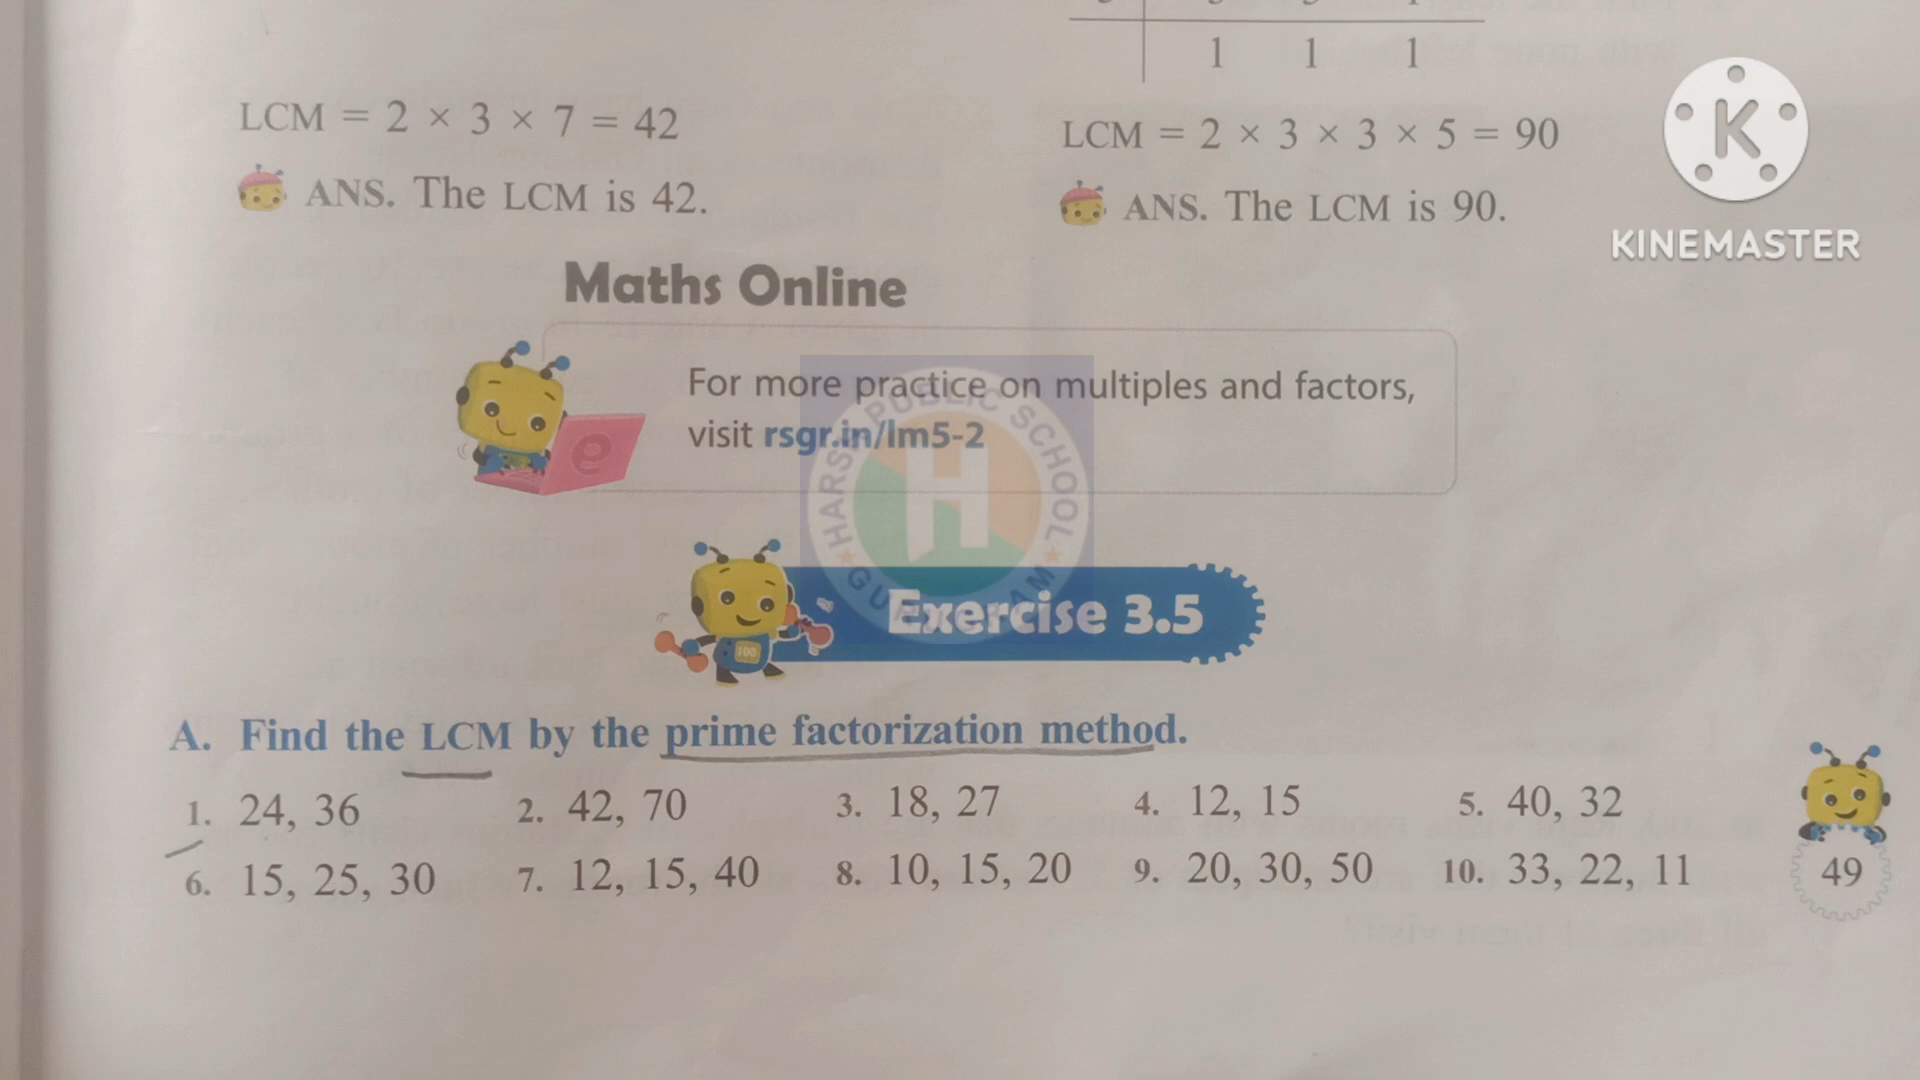 1 1 1
LCM = 2 × 3 × 7 = 42
ANS. The LCM is 42.
LCM = 2 × 3 × 3 × 5 = 90
ANS. The LCM is 90.
K
KINEMASTER
Maths Online
For more practice on multiples and factors,
visit rsgr.in/lm5-2
HARSH PUBLIC SCHOOL
H
Exercise 3.5
100
A. Find the LCM by the prime factorization method.
1. 24, 36 2. 42, 70 3. 18, 27 4. 12, 15 5. 40, 32
6. 15, 25, 30 7. 12, 15, 40 8. 10, 15, 20 9. 20, 30, 50 10. 33, 22, 11
49